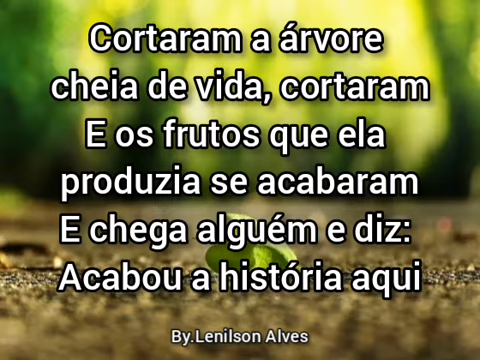 Cortaram a árvore
cheia de vida, cortaram
E os frutos que ela
produzia se acabaram
E chega alguém e diz:
Acabou a história aqui
By.Lenilson Alves